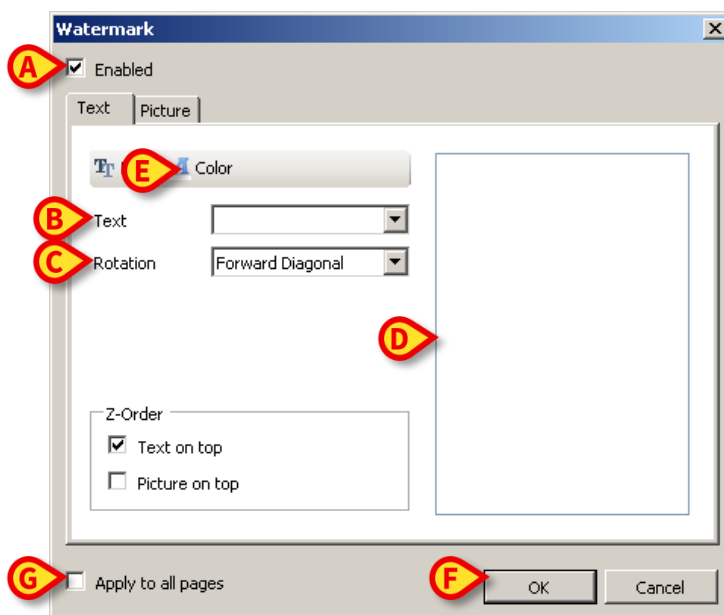 Watermark
A
Enabled
Text Picture
E Color
B Text
C Rotation Forward Diagonal
D
Z-Order
Text on top
Picture on top
G Apply to all pages F OK Cancel